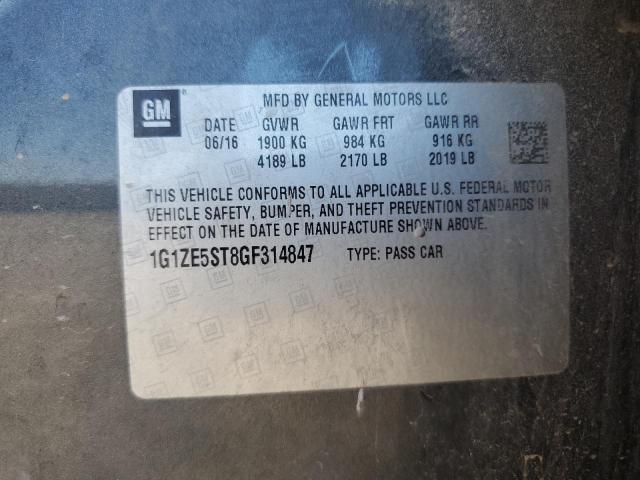 GM ® MFD BY GENERAL MOTORS LLC
DATE GVWR GAWR FRT GAWR RR
06/16 1900 KG 984 KG 916 KG
4189 LB 2170 LB 2019 LB
THIS VEHICLE CONFORMS TO ALL APPLICABLE U.S. FEDERAL MOTOR
VEHICLE SAFETY, BUMPER, AND THEFT PREVENTION STANDARDS IN
EFFECT ON THE DATE OF MANUFACTURE SHOWN ABOVE.
1G1ZE5ST8GF314847 TYPE: PASS CAR